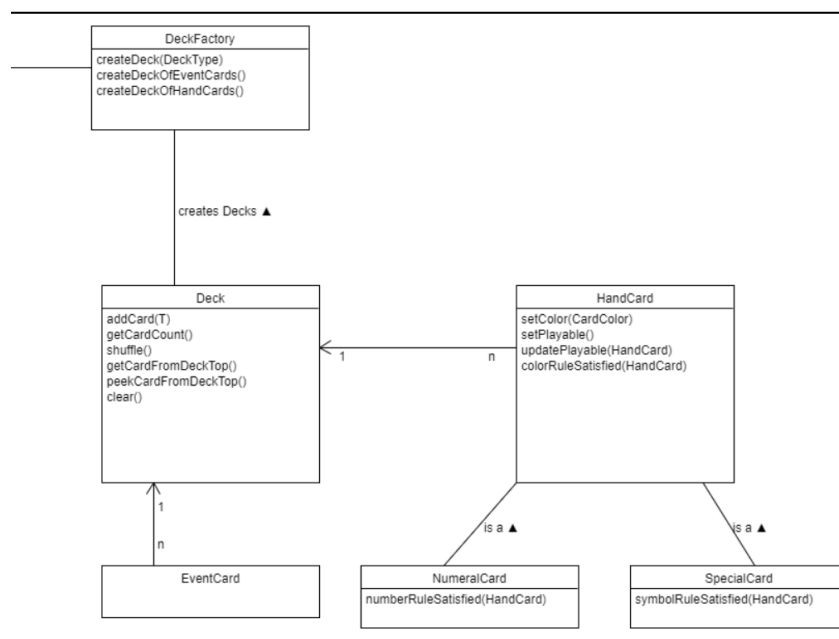 DeckFactory
createDeck(DeckType)
createDeckOfEventCards()
createDeckOfHandCards()
creates Decks ▲
Deck
addCard(T)
getCardCount()
shuffle()
getCardFromDeckTop()
peekCardFromDeckTop()
clear()
HandCard
setColor(CardColor)
setPlayable()
updatePlayable(HandCard)
colorRuleSatisfied(HandCard)
1
n
1
n
is a ▲
is a ▲
EventCard
NumeralCard
numberRuleSatisfied(HandCard)
SpecialCard
symbolRuleSatisfied(HandCard)